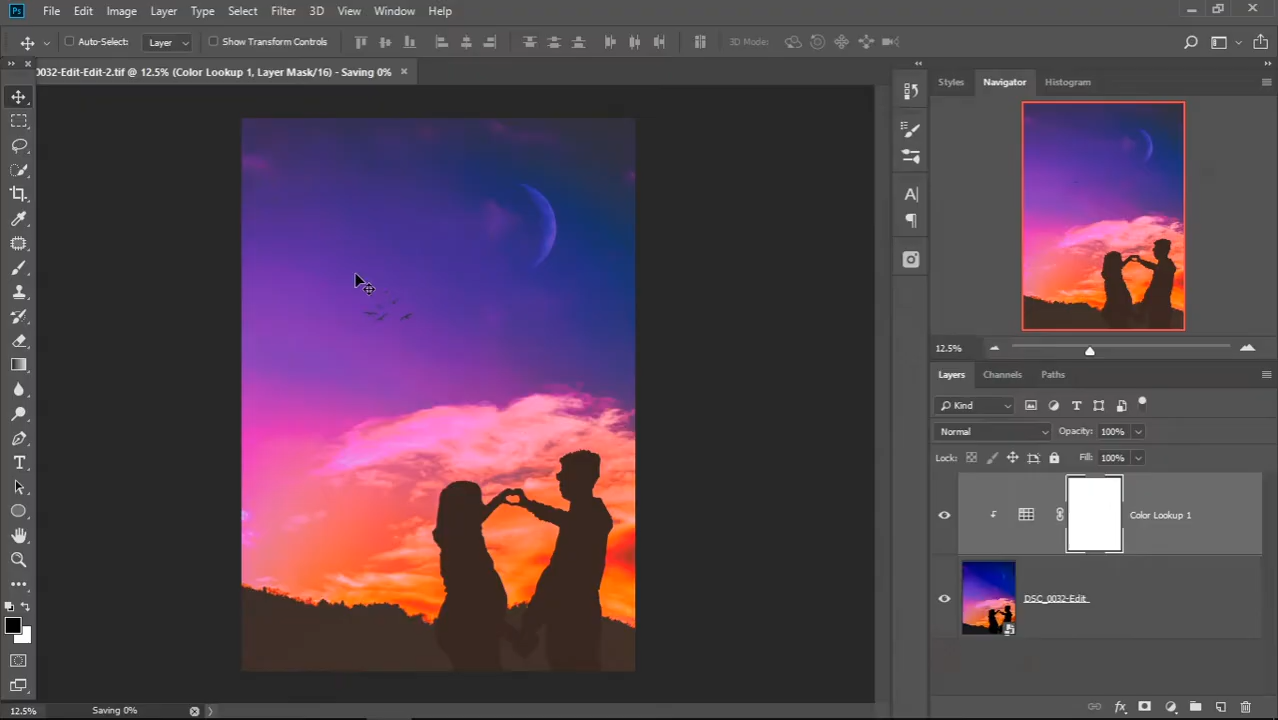 Ps File Edit Image Layer Type Select Filter 3D View Window Help
Auto-Select: Layer Show Transform Controls 3D Mode:
0032-Edit-Edit-2.tif @ 12.5% (Color Lookup 1, Layer Mask/16) - Saving 0% ×
Styles Navigator Histogram
12.5%
Layers Channels Paths
Kind
Normal Opacity: 100%
Lock: Fill: 100%
Color Lookup 1
DSC_0032-Edit
12.5% Saving 0%